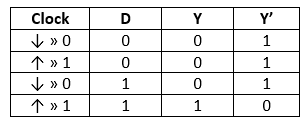 Clock D Y Y’
↓ » 0 0 0 1
↑ » 1 0 0 1
↓ » 0 1 0 1
↑ » 1 1 1 0